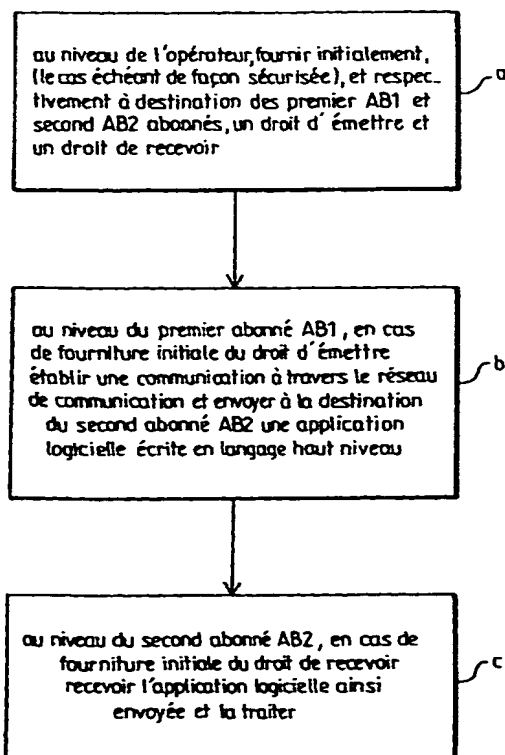 au niveau de l'opérateur, fournir initialement,
(le cas échéant de façon sécurisée), et respec-
tivement à destination des premier AB1 et
second AB2 abonnés, un droit d'émettre et
un droit de recevoir
a
au niveau du premier abonné AB1, en cas
de fourniture initiale du droit d'émettre
établir une communication à travers le réseau
de communication et envoyer à la destination
du second abonné AB2 une application
logicielle écrite en langage haut niveau
b
au niveau du second abonné AB2, en cas de
fourniture initiale du droit de recevoir
recevoir l'application logicielle ainsi
envoyée et la traiter
c